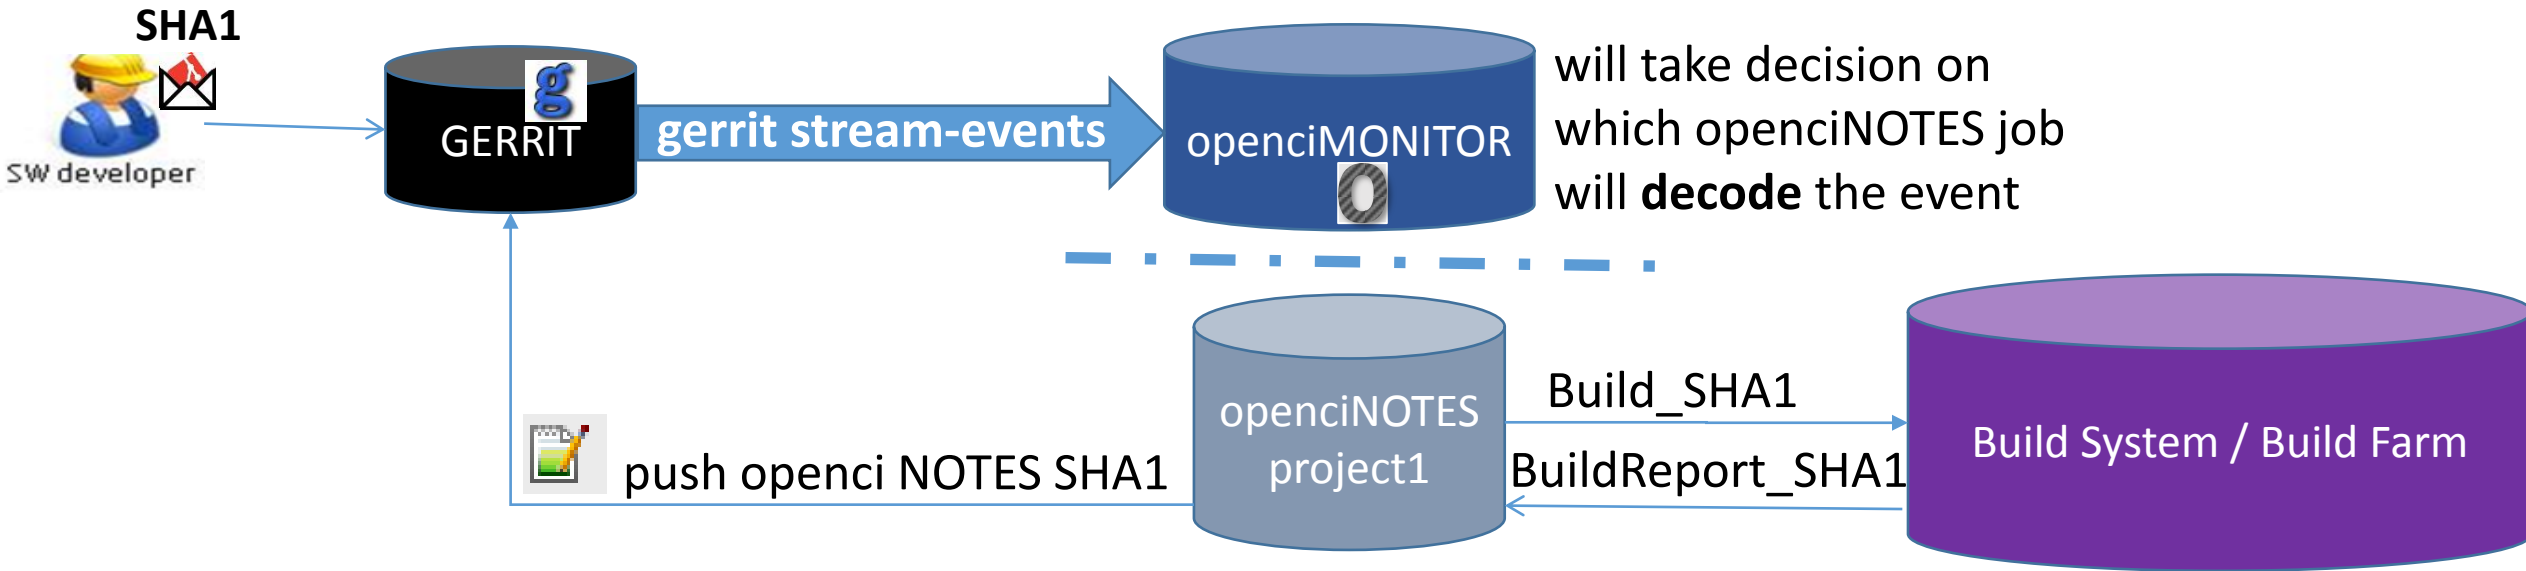 SHA1
SW developer
g
GERRIT
gerrit stream-events
openciMONITOR
O
will take decision on
which openciNOTES job
will decode the event
openciNOTES
project1
Build_SHA1
BuildReport_SHA1
Build System / Build Farm
push openci NOTES SHA1